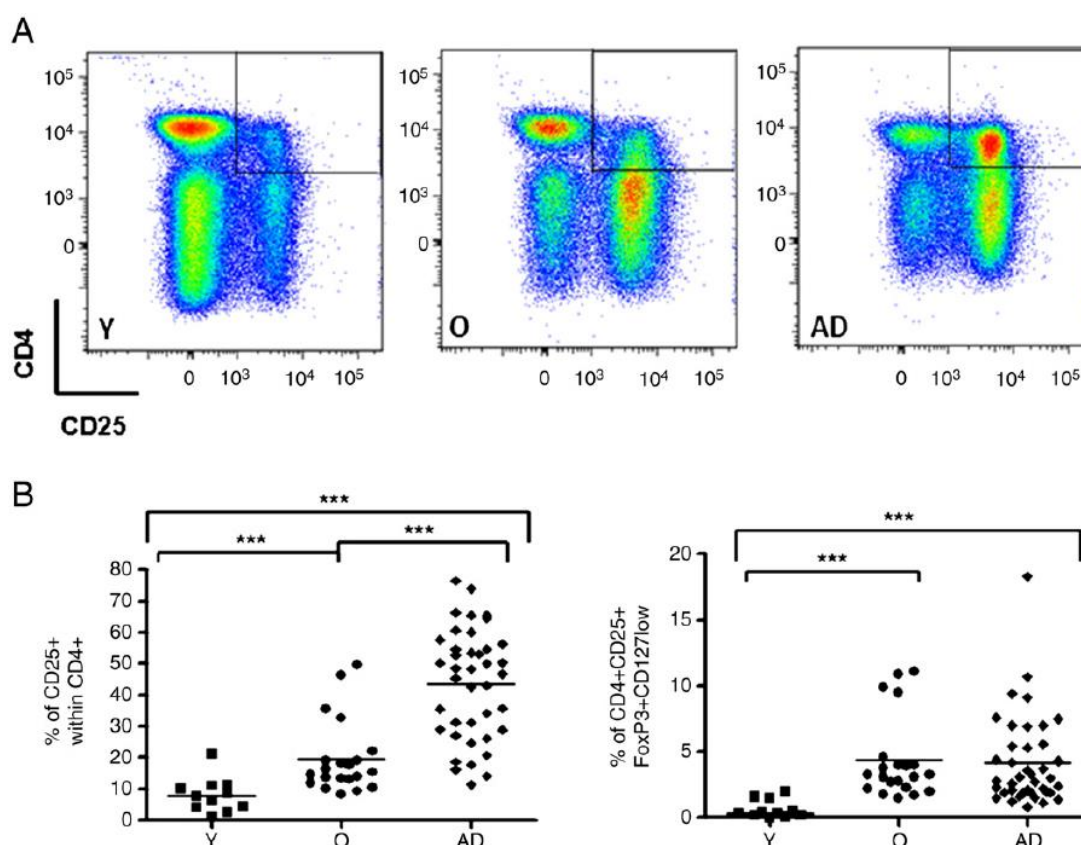 A
10⁵
10⁴
10³
0
Y
0 10³ 10⁴ 10⁵
10⁵
10⁴
10³
0
O
0 10³ 10⁴ 10⁵
10⁵
10⁴
10³
0
AD
0 10³ 10⁴ 10⁵
CD4
CD25
B
***
***
***
% of CD25+
within CD4+
80
70
60
50
40
30
20
10
0
Y O AD
***
***
% of CD4+CD25+
FoxP3+CD127low
20
15
10
5
0
Y O AD